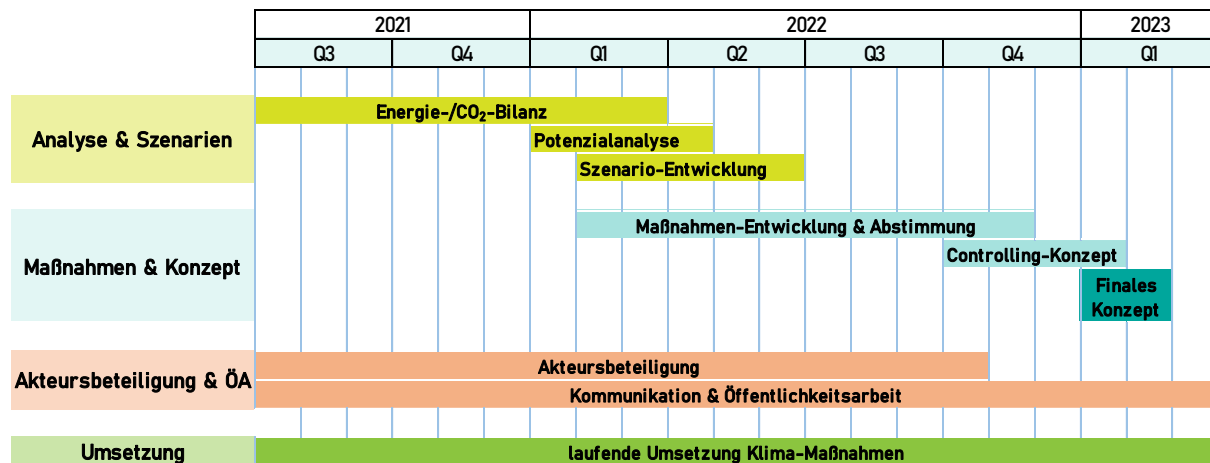 2021 2022 2023
Q3 Q4 Q1 Q2 Q3 Q4 Q1
Analyse & Szenarien
Energie-/CO₂-Bilanz
Potenzialanalyse
Szenario-Entwicklung
Maßnahmen & Konzept
Maßnahmen-Entwicklung & Abstimmung
Controlling-Konzept
Finales
Konzept
Akteursbeteiligung & ÖA
Akteursbeteiligung
Kommunikation & Öffentlichkeitsarbeit
Umsetzung
laufende Umsetzung Klima-Maßnahmen